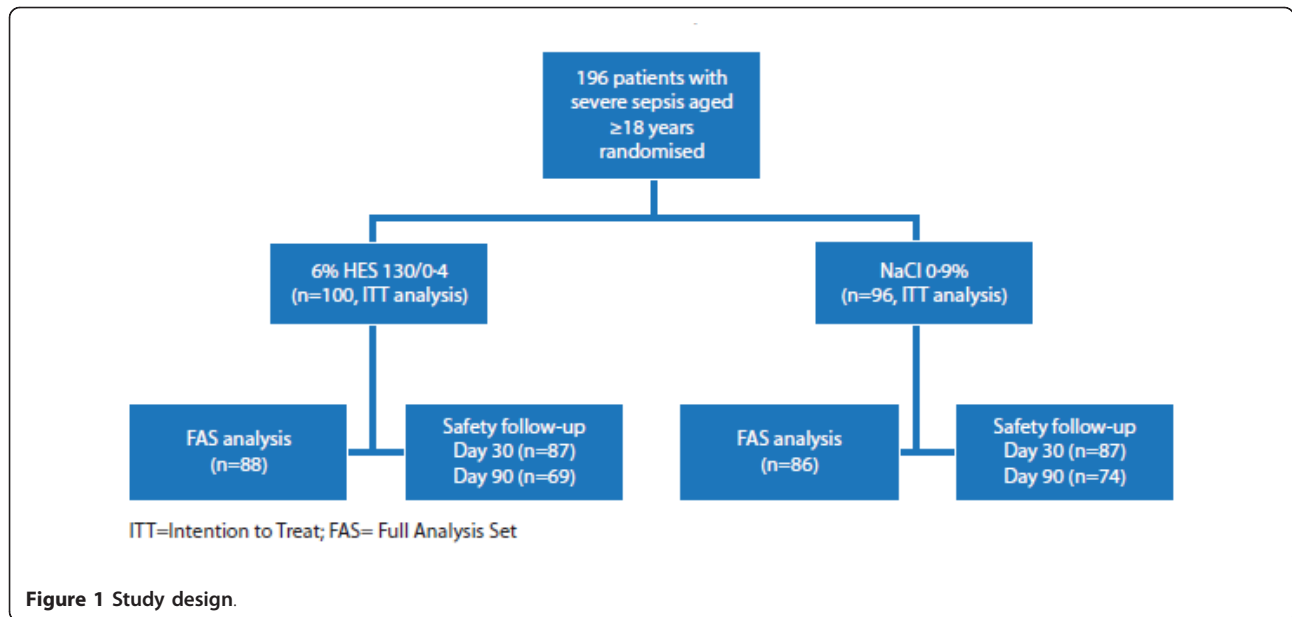 196 patients with
severe sepsis aged
≥18 years
randomised
6% HES 130/0·4
(n=100, ITT analysis)
NaCl 0·9%
(n=96, ITT analysis)
FAS analysis
(n=88)
Safety follow-up
Day 30 (n=87)
Day 90 (n=69)
FAS analysis
(n=86)
Safety follow-up
Day 30 (n=87)
Day 90 (n=74)
ITT=Intention to Treat; FAS= Full Analysis Set
Figure 1 Study design.